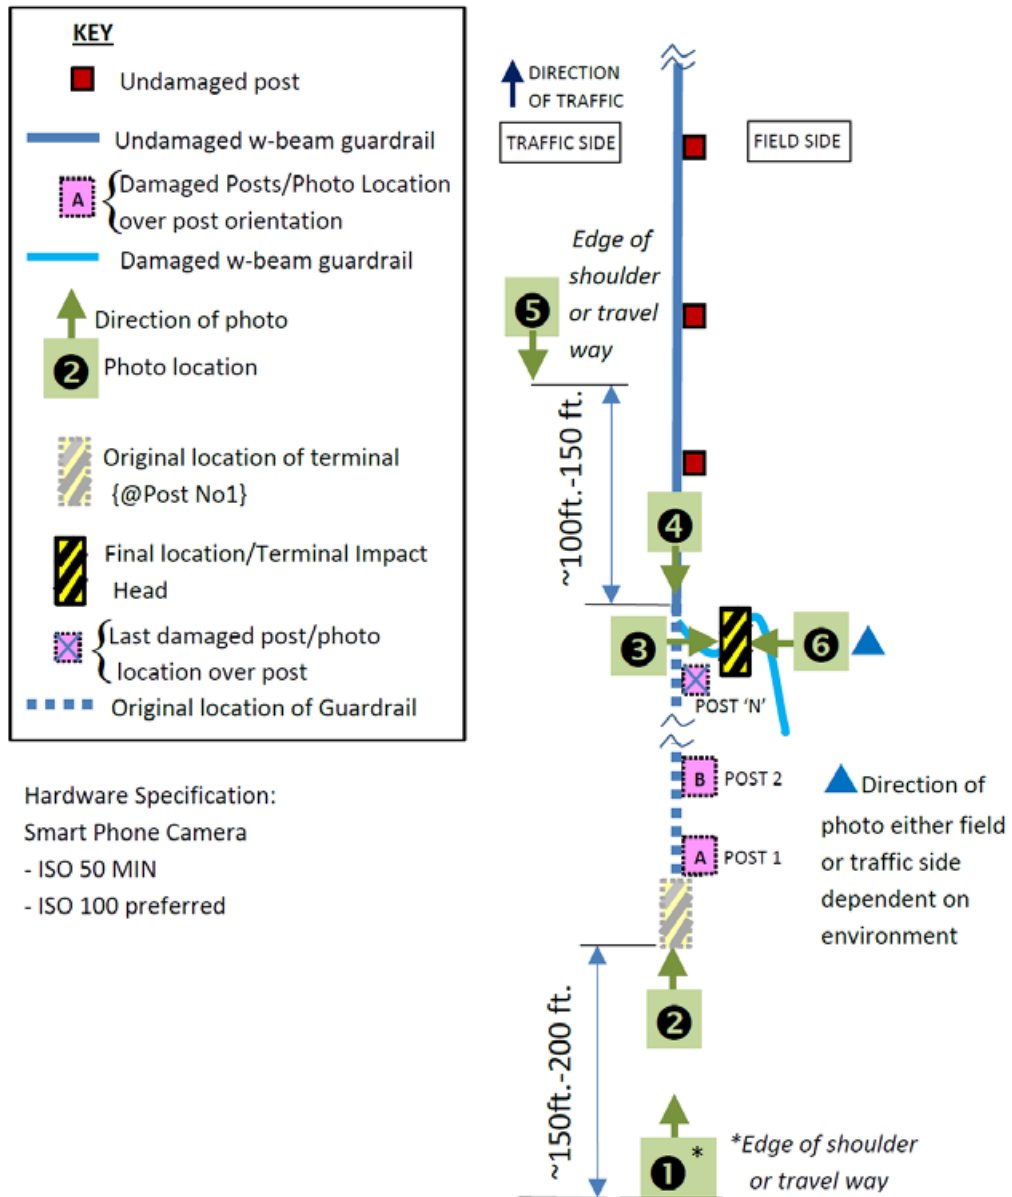 KEY
Undamaged post
Undamaged w-beam guardrail
A
Damaged Posts/Photo Location
over post orientation
Damaged w-beam guardrail
Direction of photo
2
Photo location
Original location of terminal
{@Post No1}
Final location/Terminal Impact
Head
Last damaged post/photo
location over post
Original location of Guardrail
Hardware Specification:
Smart Phone Camera
- ISO 50 MIN
- ISO 100 preferred
DIRECTION
OF TRAFFIC
TRAFFIC SIDE
FIELD SIDE
Edge of
shoulder
or travel
way
5
~100ft.-150 ft.
4
3
6
POST ‘N’
B
POST 2
A
POST 1
Direction of
photo either field
or traffic side
dependent on
environment
2
~150ft.-200 ft.
1
*
*Edge of shoulder
or travel way